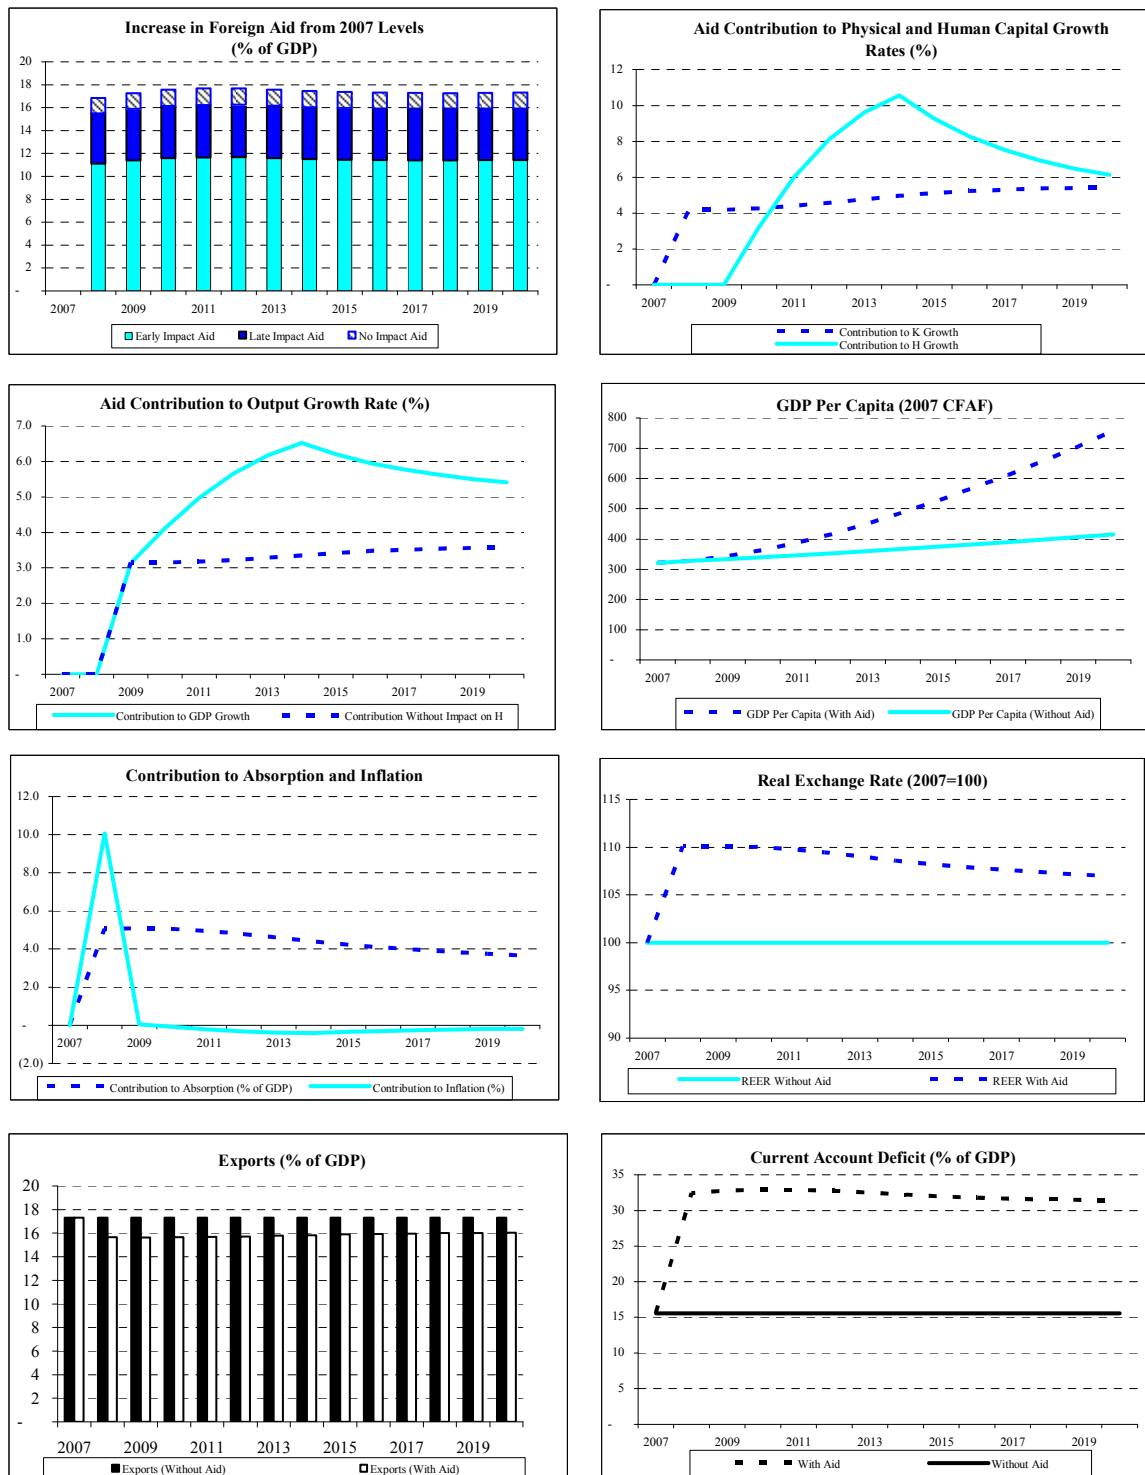 Increase in Foreign Aid from 2007 Levels
(% of GDP)
20
18
16
14
12
10
8
6
4
2
-
2007 2009 2011 2013 2015 2017 2019
Early Impact Aid Late Impact Aid No Impact Aid
Aid Contribution to Physical and Human Capital Growth
Rates (%)
12
10
8
6
4
2
-
2007 2009 2011 2013 2015 2017 2019
Contribution to K Growth
Contribution to H Growth
Aid Contribution to Output Growth Rate (%)
7.0
6.0
5.0
4.0
3.0
2.0
1.0
-
2007 2009 2011 2013 2015 2017 2019
Contribution to GDP Growth Contribution Without Impact on H
GDP Per Capita (2007 CFAF)
800
700
600
500
400
300
200
100
-
2007 2009 2011 2013 2015 2017 2019
GDP Per Capita (With Aid) GDP Per Capita (Without Aid)
Contribution to Absorption and Inflation
12.0
10.0
8.0
6.0
4.0
2.0
-
(2.0)
2007 2009 2011 2013 2015 2017 2019
Contribution to Absorption (% of GDP) Contribution to Inflation (%)
Real Exchange Rate (2007=100)
115
110
105
100
95
90
2007 2009 2011 2013 2015 2017 2019
REER Without Aid REER With Aid
Exports (% of GDP)
20
18
16
14
12
10
8
6
4
2
-
2007 2009 2011 2013 2015 2017 2019
Exports (Without Aid) Exports (With Aid)
Current Account Deficit (% of GDP)
35
30
25
20
15
10
5
-
2007 2009 2011 2013 2015 2017 2019
With Aid Without Aid